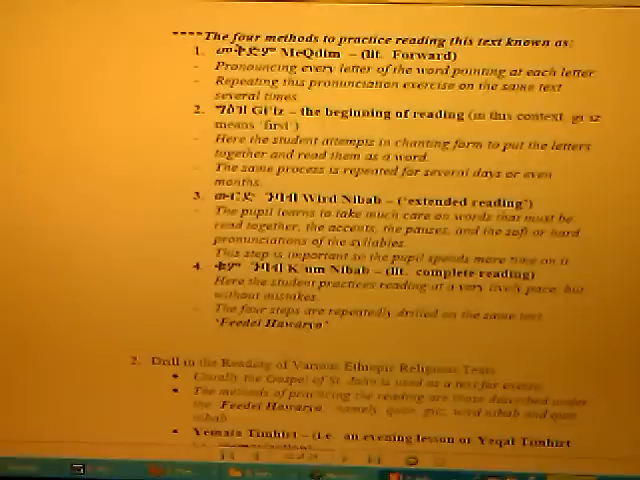 ****The four methods to practice reading this text known as:
1. መቅድም MeQdim – (lit. Forward)
- Pronouncing every letter of the word pointing at each letter
- Repeating this pronunciation exercise on the same text
several times.
2. ግዕዝ Gi'iz – the beginning of reading (in this context gi'iz
means 'first')
- Here the student attempts in chanting form to put the letters
together and read them as a word.
- The same process is repeated for several days or even
months.
3. ውርድ ንባብ Wird Nibab – ('extended reading')
- The pupil learns to take much care on words that must be
read together, the accents, the pauses, and the soft or hard
pronunciations of the syllables.
This step is important so the pupil spends more time on it
4. ቁም ንባብ K'um Nibab – (lit. complete reading)
Here the student practices reading at a very lively pace, but
without mistakes.
- The four steps are repeatedly drilled on the same text
'Feedel Hawarya'
2. Drill in the Reading of Various Ethiopic Religious Texts
• Usually the Gospel of St. John is used as a text for
• The methods of practicing the reading are those described under
the Feedel Hawarya namely qutr, giz, wird nibab and qum
nibab
• Yemata Timhirt – (i.e. an evening lesson or Yeqal Timhirt